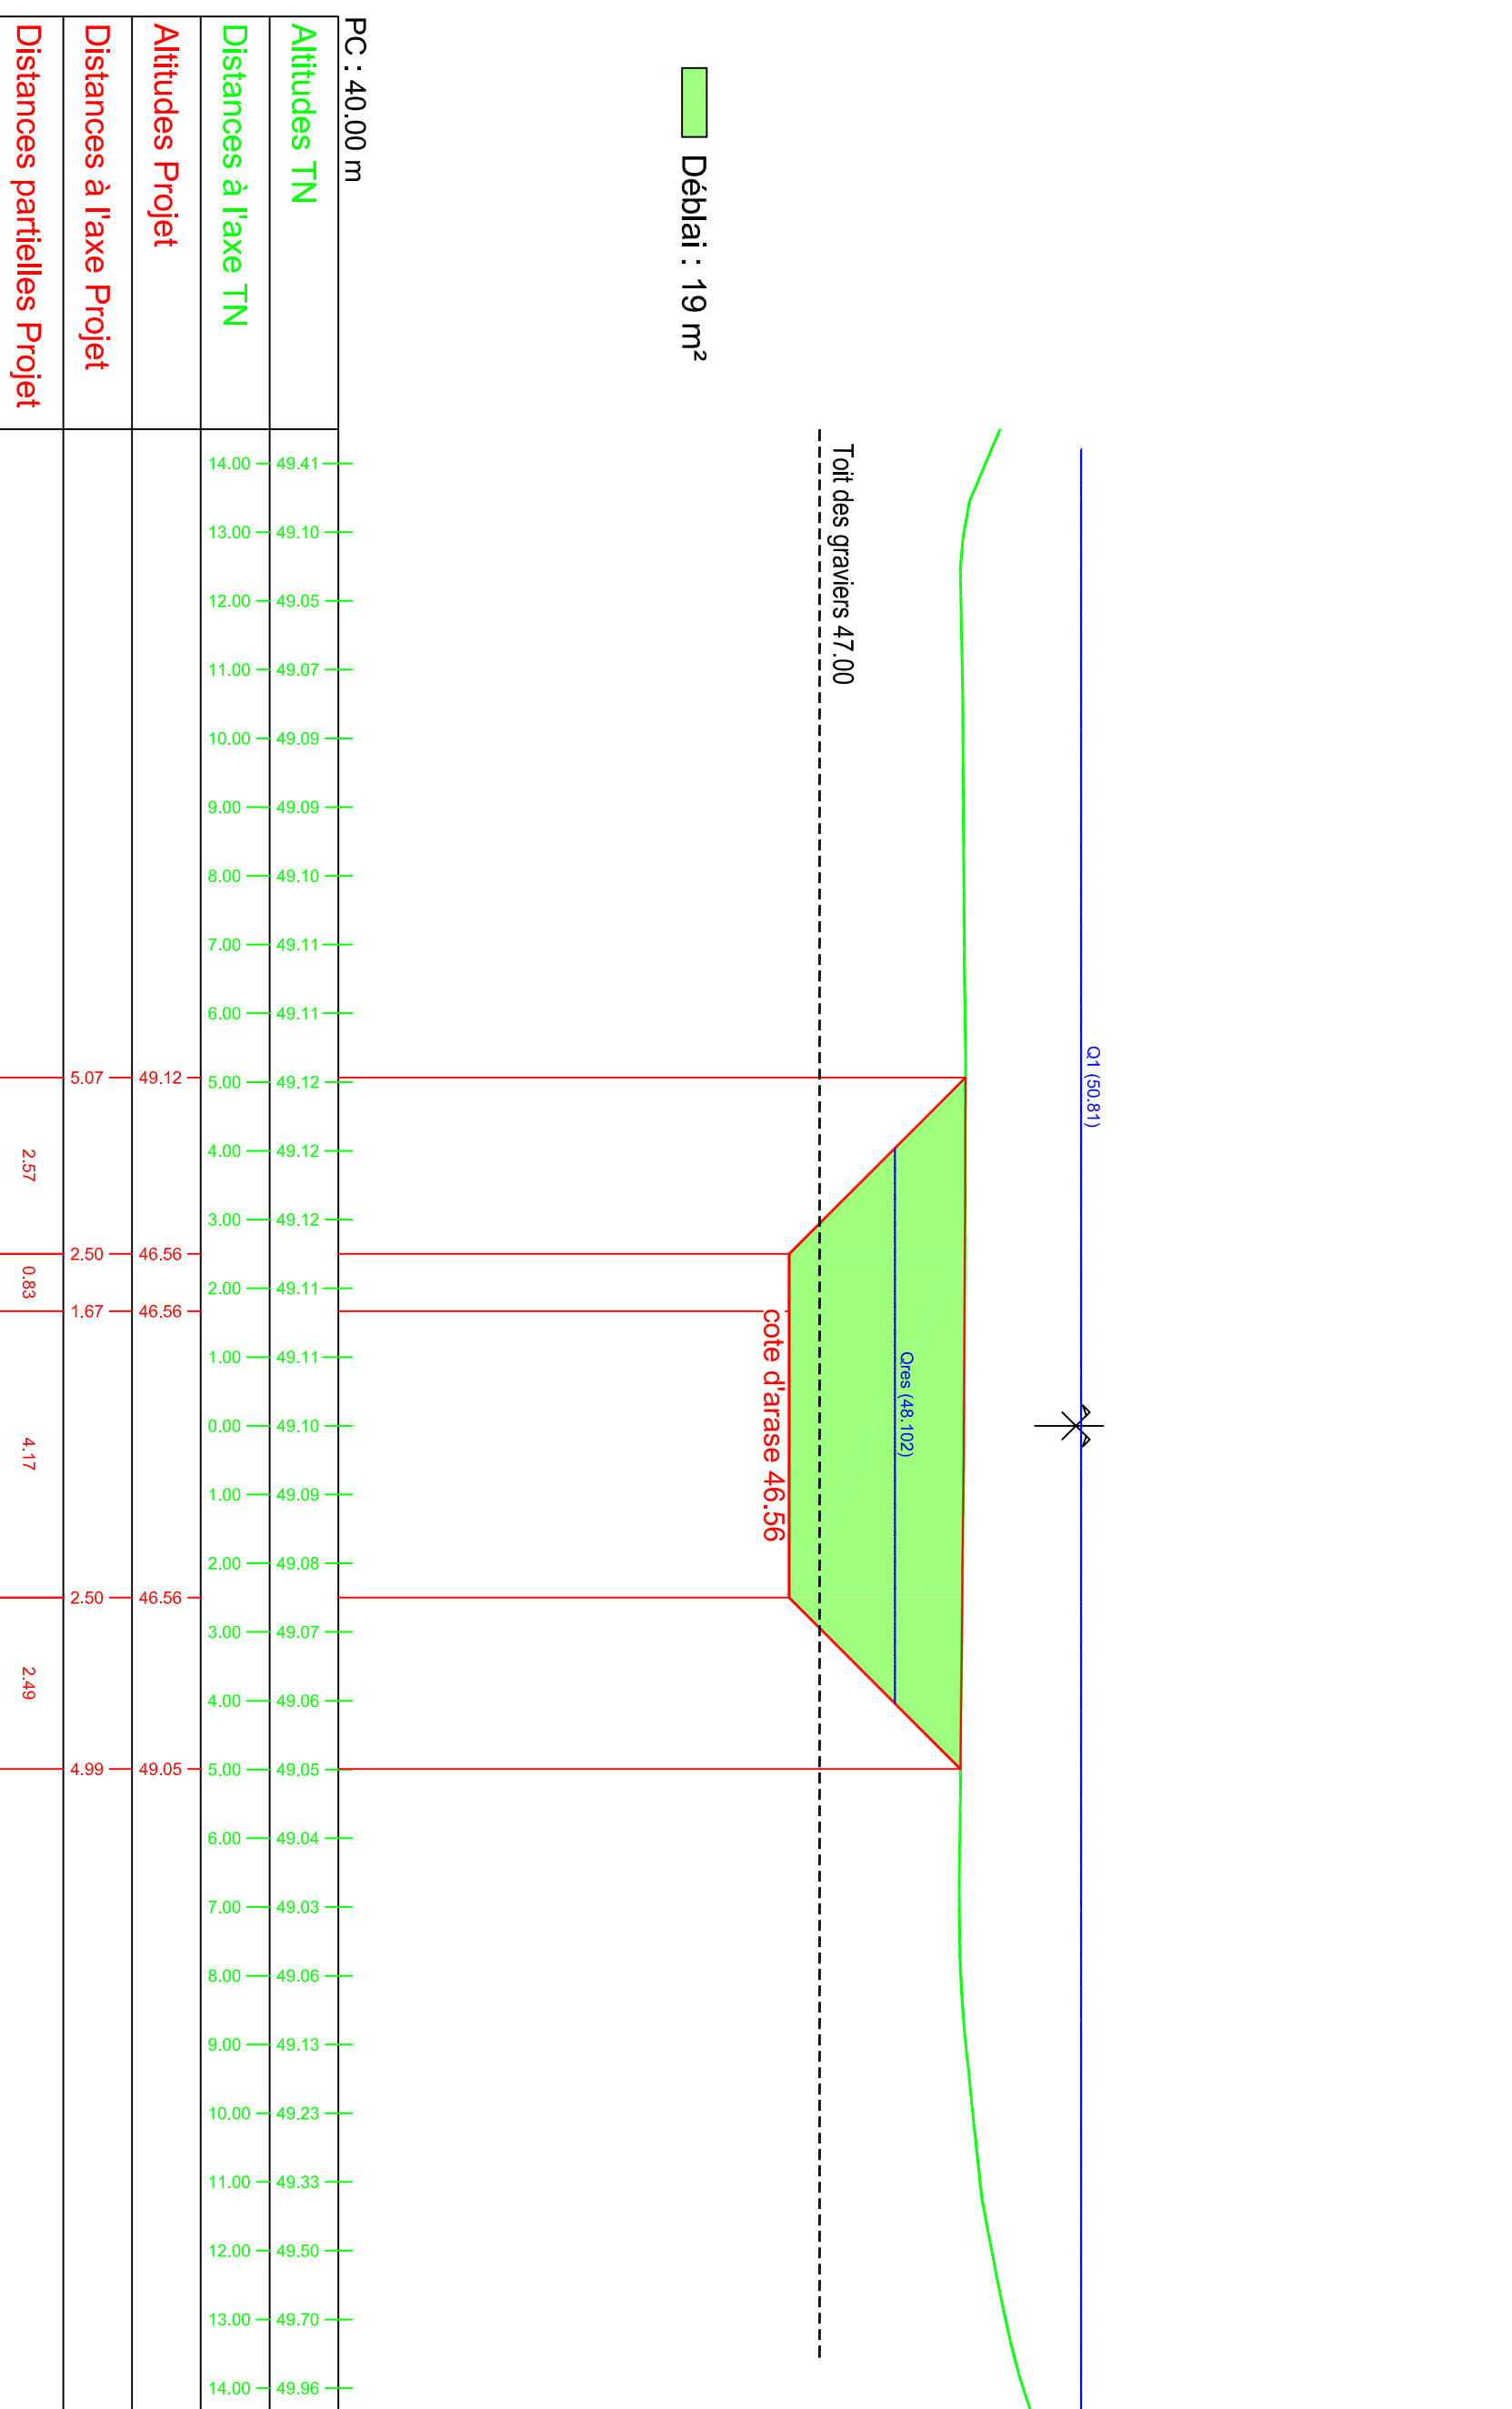 Q1 (50.81)
Qres (48.102)
Toit des graviers 47.00
cote d'arase 46.56
Déblai : 19 m²
PC : 40.00 m
Altitudes TN 49.41 49.10 49.05 49.07 49.09 49.09 49.10 49.11 49.11 49.12 49.12 49.12 49.11 49.11 49.10 49.09 49.08 49.07 49.06 49.05 49.04 49.03 49.06 49.13 49.23 49.33 49.50 49.70 49.96
Distances à l'axe TN 14.00 13.00 12.00 11.00 10.00 9.00 8.00 7.00 6.00 5.00 4.00 3.00 2.00 1.00 0.00 1.00 2.00 3.00 4.00 5.00 6.00 7.00 8.00 9.00 10.00 11.00 12.00 13.00 14.00
Altitudes Projet 49.12 46.56 46.56 46.56 49.05
Distances à l'axe Projet 5.07 2.50 1.67 2.50 4.99
Distances partielles Projet 2.57 0.83 4.17 2.49